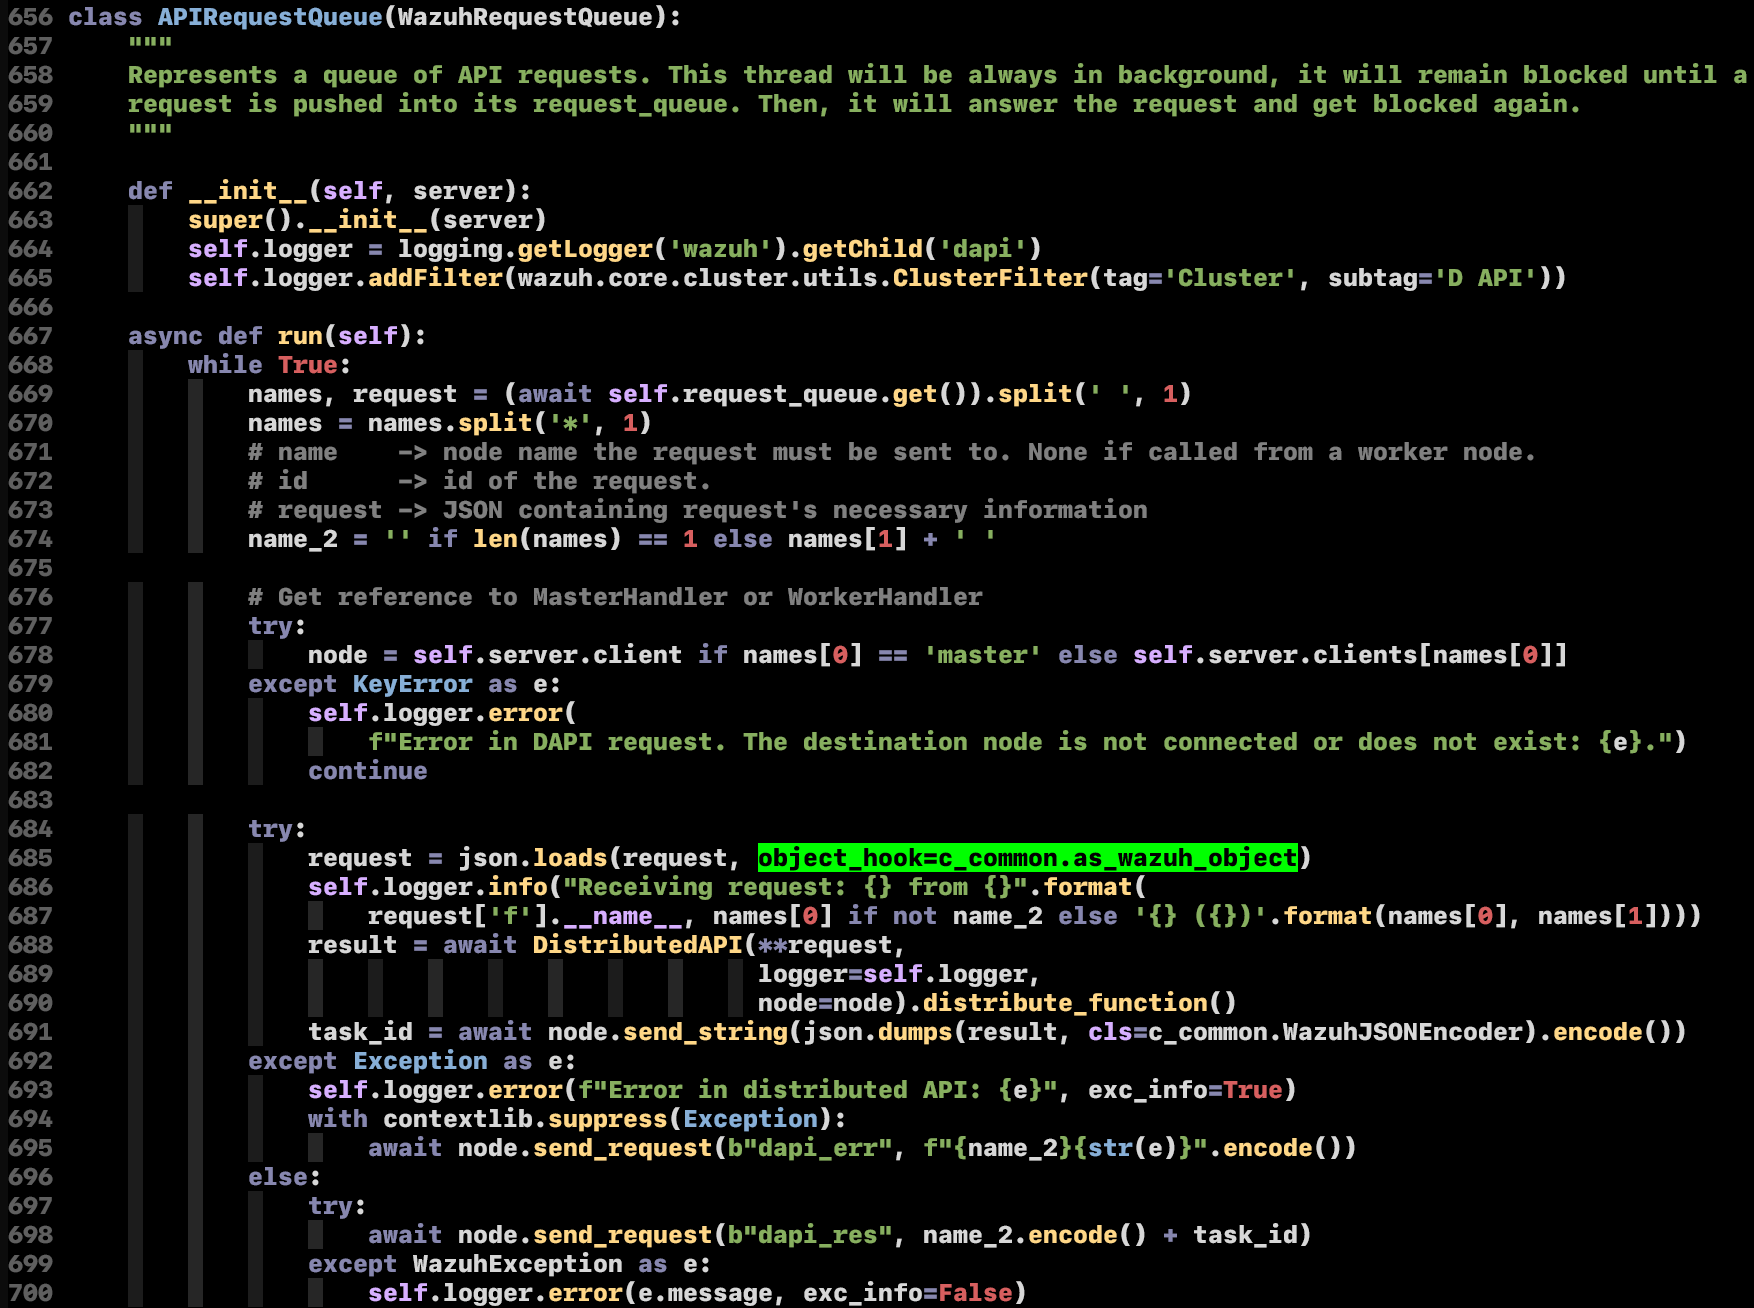 656 class APIRequestQueue(WazuhRequestQueue):
657     """
658     Represents a queue of API requests. This thread will be always in background, it will remain blocked until a
659     request is pushed into its request_queue. Then, it will answer the request and get blocked again.
660     """
661
662     def __init__(self, server):
663         super().__init__(server)
664         self.logger = logging.getLogger('wazuh').getChild('dapi')
665         self.logger.addFilter(wazuh.core.cluster.utils.ClusterFilter(tag='Cluster', subtag='D API'))
666
667     async def run(self):
668         while True:
669             names, request = (await self.request_queue.get()).split(' ', 1)
670             names = names.split('*', 1)
671             # name    -> node name the request must be sent to. None if called from a worker node.
672             # id      -> id of the request.
673             # request -> JSON containing request's necessary information
674             name_2 = '' if len(names) == 1 else names[1] + ' '
675
676             # Get reference to MasterHandler or WorkerHandler
677             try:
678                 node = self.server.client if names[0] == 'master' else self.server.clients[names[0]]
679             except KeyError as e:
680                 self.logger.error(
681                     f"Error in DAPI request. The destination node is not connected or does not exist: {e}.")
682                 continue
683
684             try:
685                 request = json.loads(request, object_hook=c_common.as_wazuh_object)
686                 self.logger.info("Receiving request: {} from {}".format(
687                     request['f'].__name__, names[0] if not name_2 else '{} ({})'.format(names[0], names[1])))
688                 result = await DistributedAPI(**request,
689                                               logger=self.logger,
690                                               node=node).distribute_function()
691                 task_id = await node.send_string(json.dumps(result, cls=c_common.WazuhJSONEncoder).encode())
692             except Exception as e:
693                 self.logger.error(f"Error in distributed API: {e}", exc_info=True)
694                 with contextlib.suppress(Exception):
695                     await node.send_request(b"dapi_err", f"{name_2}{str(e)}".encode())
696             else:
697                 try:
698                     await node.send_request(b"dapi_res", name_2.encode() + task_id)
699                 except WazuhException as e:
700                     self.logger.error(e.message, exc_info=False)